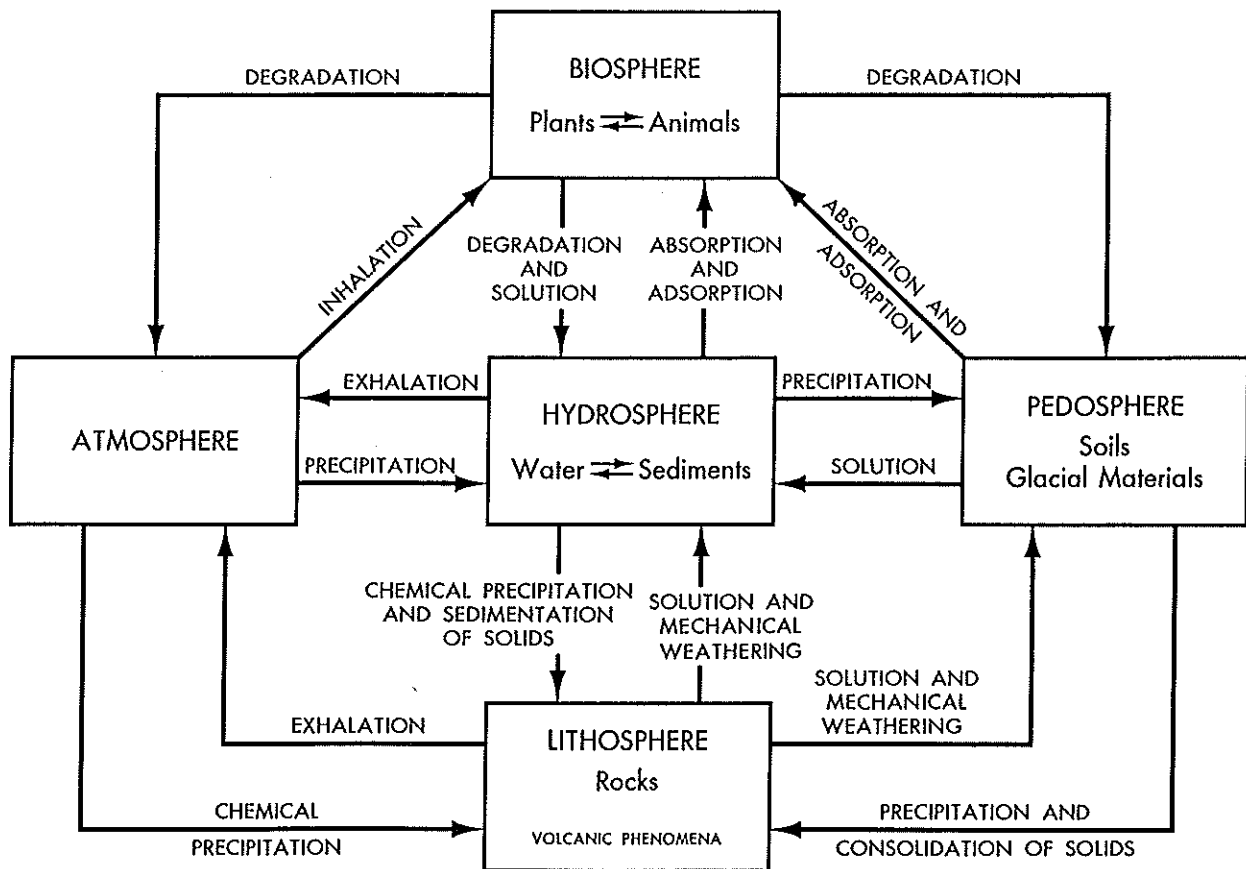 BIOSPHERE
Plants ⇄ Animals
DEGRADATION
DEGRADATION
INHALATION
DEGRADATION
AND
SOLUTION
ABSORPTION
AND
ADSORPTION
ABSORPTION AND
ADSORPTION
ATMOSPHERE
EXHALATION
PRECIPITATION
HYDROSPHERE
Water ⇄ Sediments
PRECIPITATION
SOLUTION
PEDOSPHERE
Soils
Glacial Materials
CHEMICAL PRECIPITATION
AND SEDIMENTATION
OF SOLIDS
SOLUTION AND
MECHANICAL
WEATHERING
SOLUTION AND
MECHANICAL
WEATHERING
EXHALATION
LITHOSPHERE
Rocks
VOLCANIC PHENOMENA
CHEMICAL
PRECIPITATION
PRECIPITATION AND
CONSOLIDATION OF SOLIDS